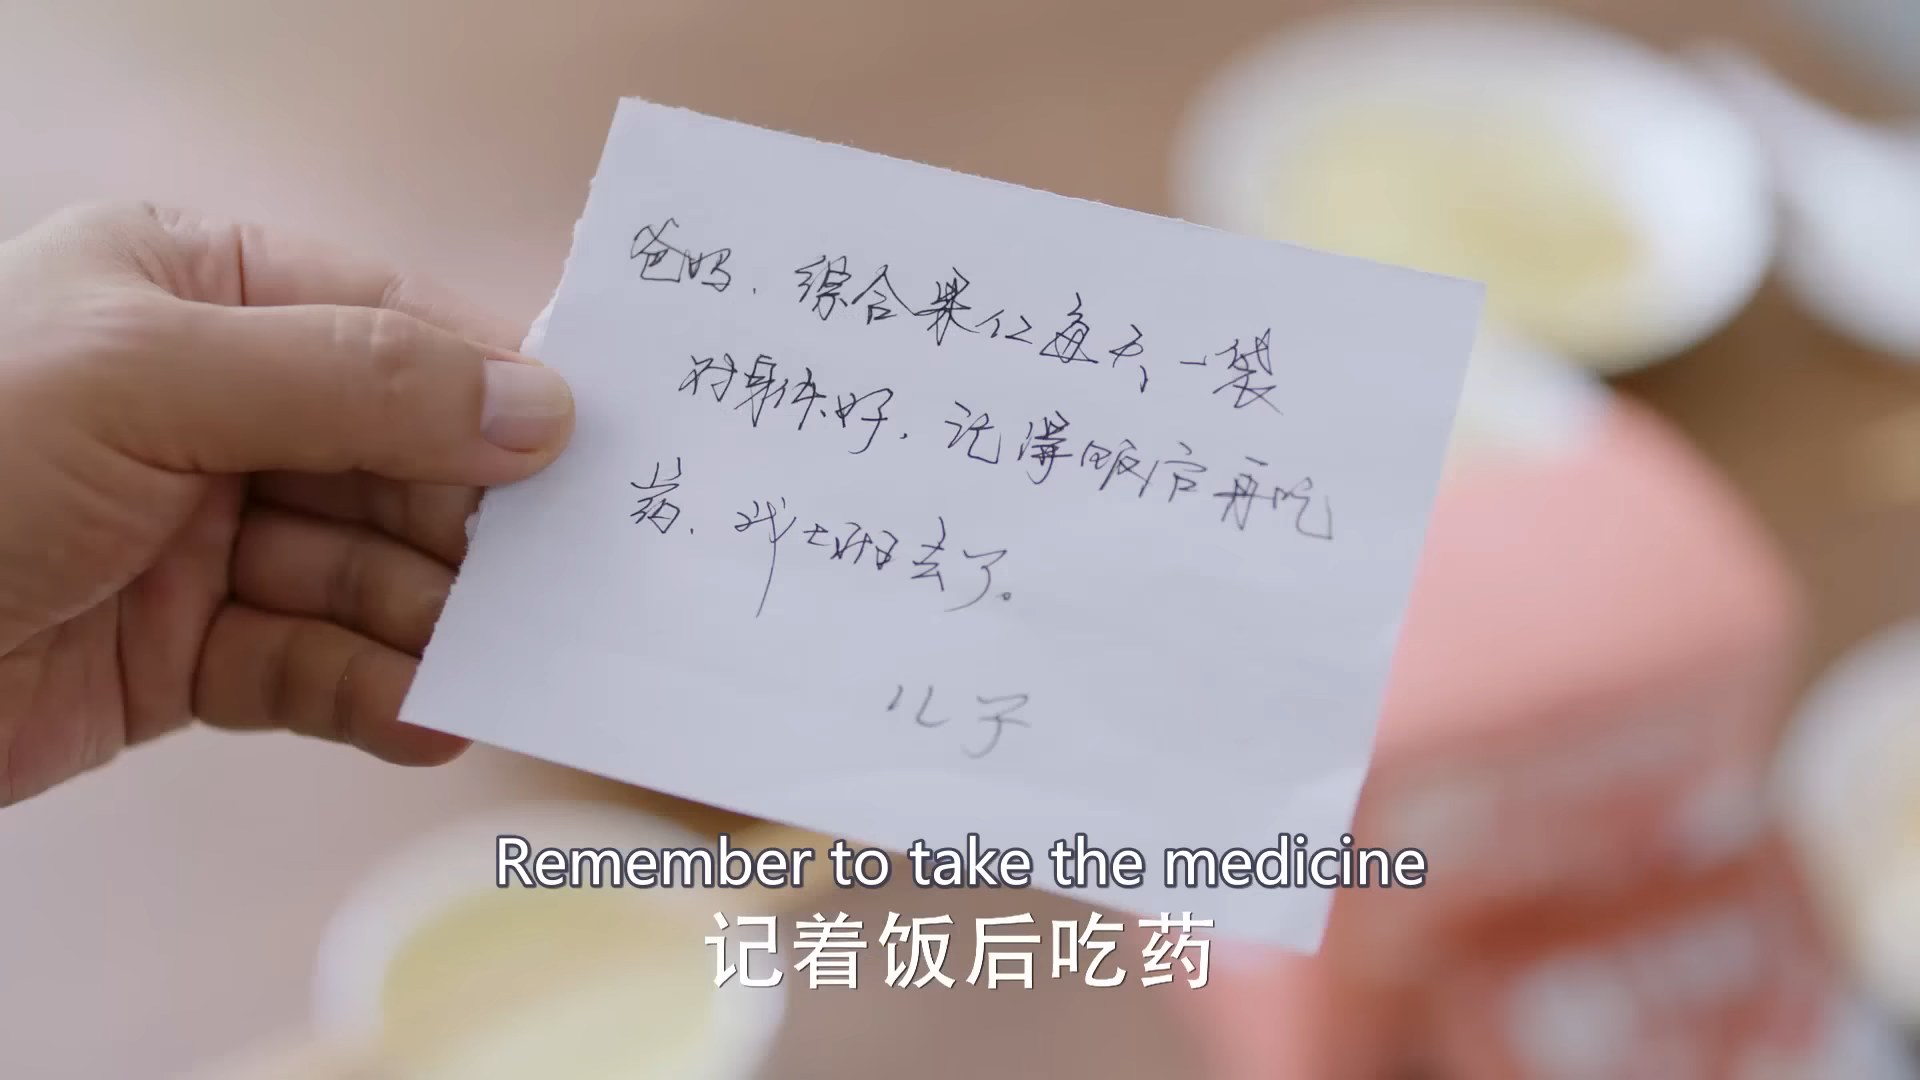 爸妈、综合果仁每天一袋
对身体好，记得饭后再吃
药、我上班去了。
儿子
Remember to take the medicine
记着饭后吃药